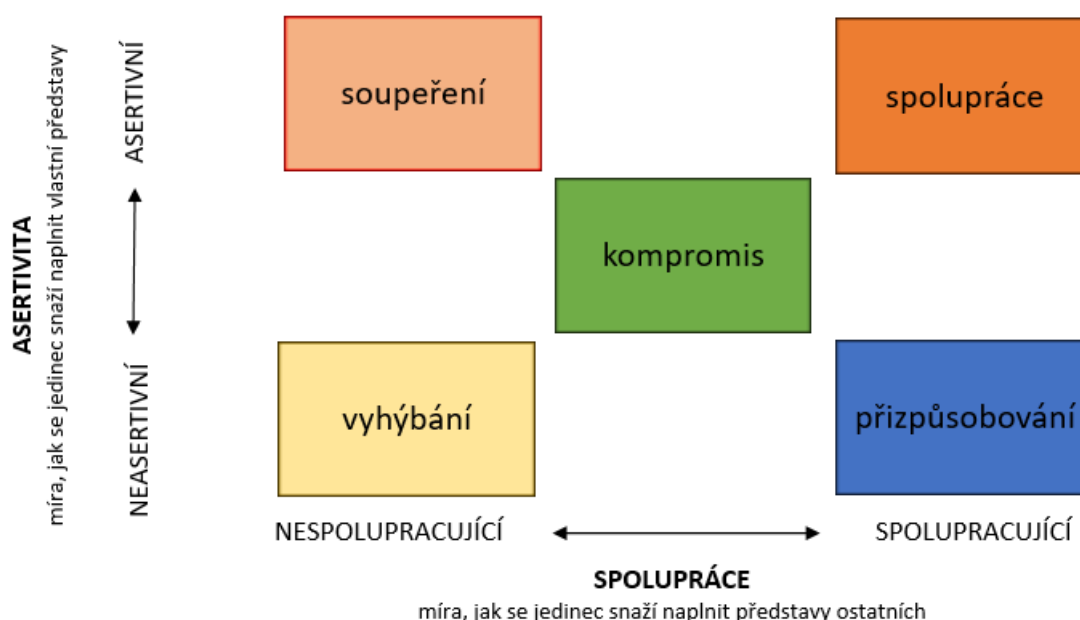 ASERTIVITA
míra, jak se jedinec snaží naplnit vlastní představy
ASERTIVNÍ
NEASERTIVNÍ
soupeření
spolupráce
kompromis
vyhýbání
přizpůsobování
NESPOLUPRACUJÍCÍ
SPOLUPRACUJÍCÍ
SPOLUPRÁCE
míra, jak se jedinec snaží naplnit představy ostatních